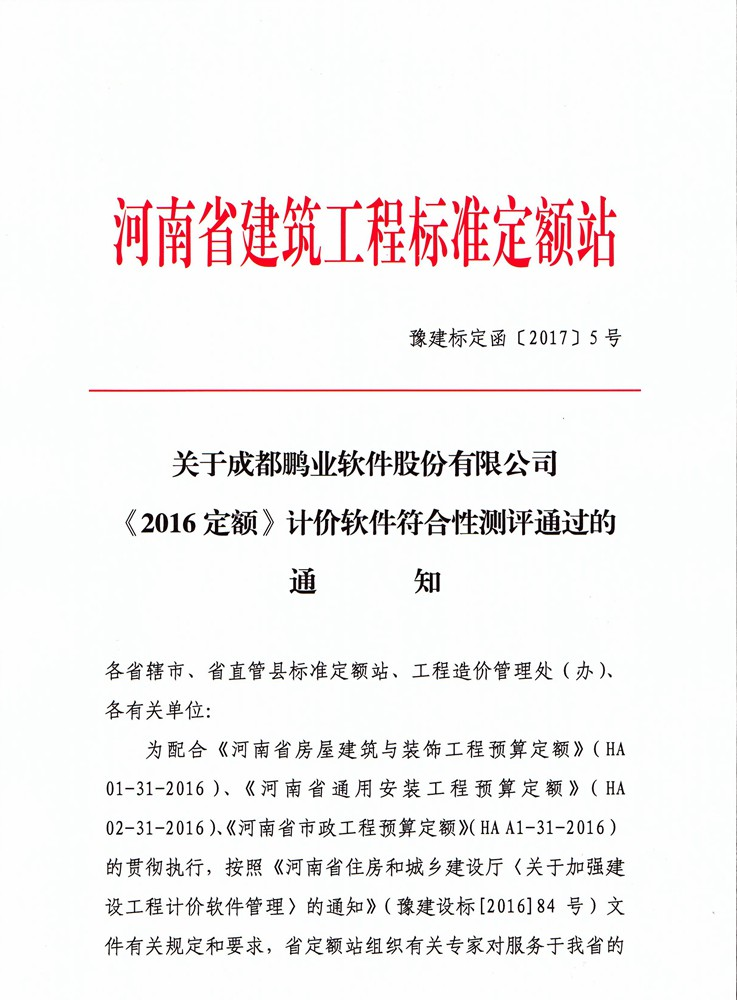 河南省建筑工程标准定额站
豫建标定函〔2017〕5号
关于成都鹏业软件股份有限公司
《2016 定额》计价软件符合性测评通过的
通 知
各省辖市、省直管县标准定额站、工程造价管理处（办）、
各有关单位：
为配合《河南省房屋建筑与装饰工程预算定额》（HA
01-31-2016）、《河南省通用安装工程预算定额》（HA
02-31-2016）、《河南省市政工程预算定额》（HA A1-31-2016）
的贯彻执行，按照《河南省住房和城乡建设厅〈关于加强建
设工程计价软件管理〉的通知》（豫建设标[2016]84 号）文
件有关规定和要求，省定额站组织有关专家对服务于我省的